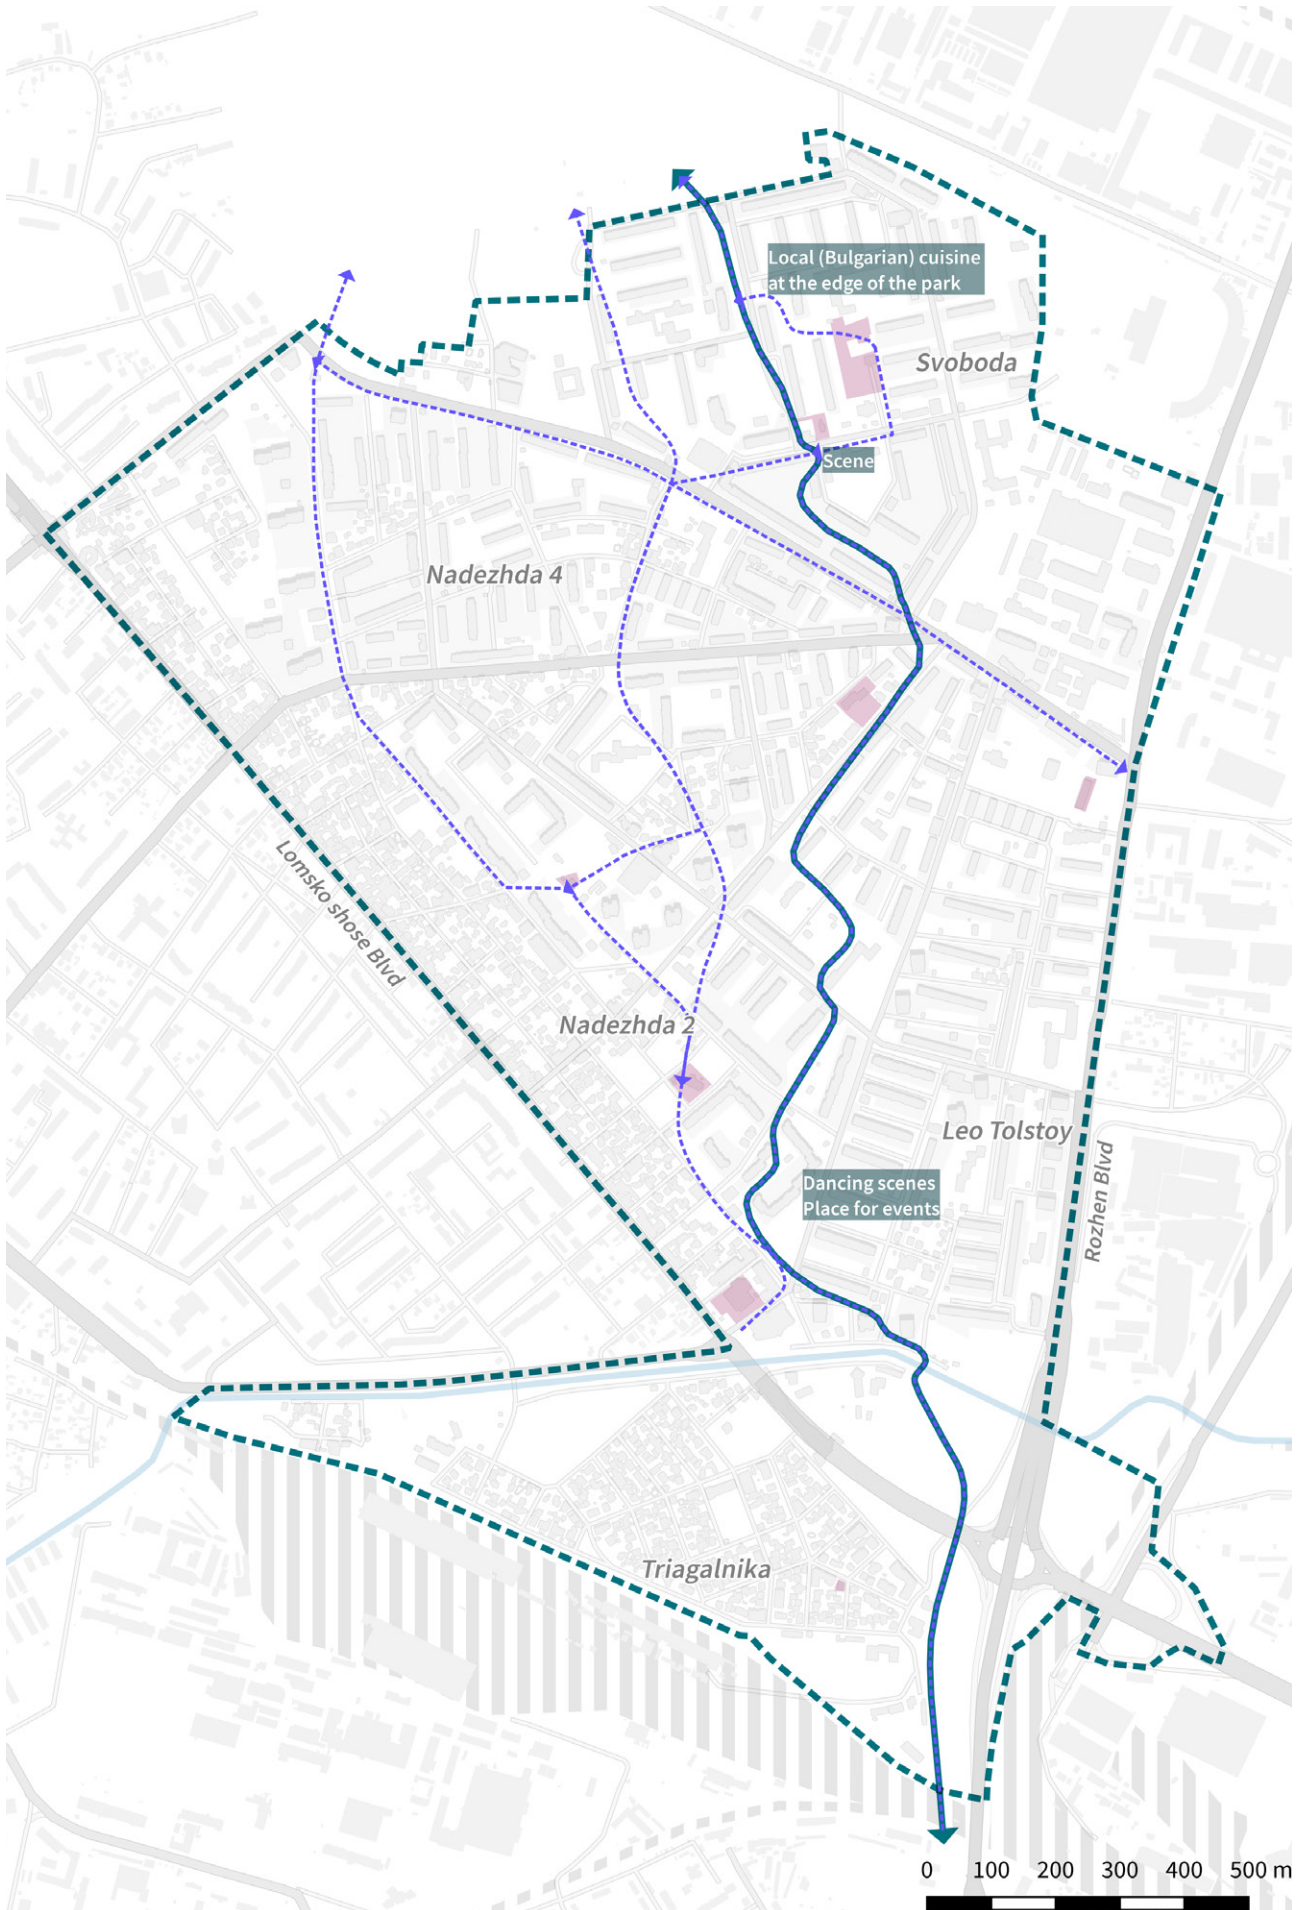 Local (Bulgarian) cuisine
at the edge of the park
Svoboda
Scene
Nadezhda 4
Lomsko shose Blvd
Nadezhda 2
Leo Tolstoy
Rozhen Blvd
Dancing scenes
Place for events
Triagalnika
0 100 200 300 400 500 m